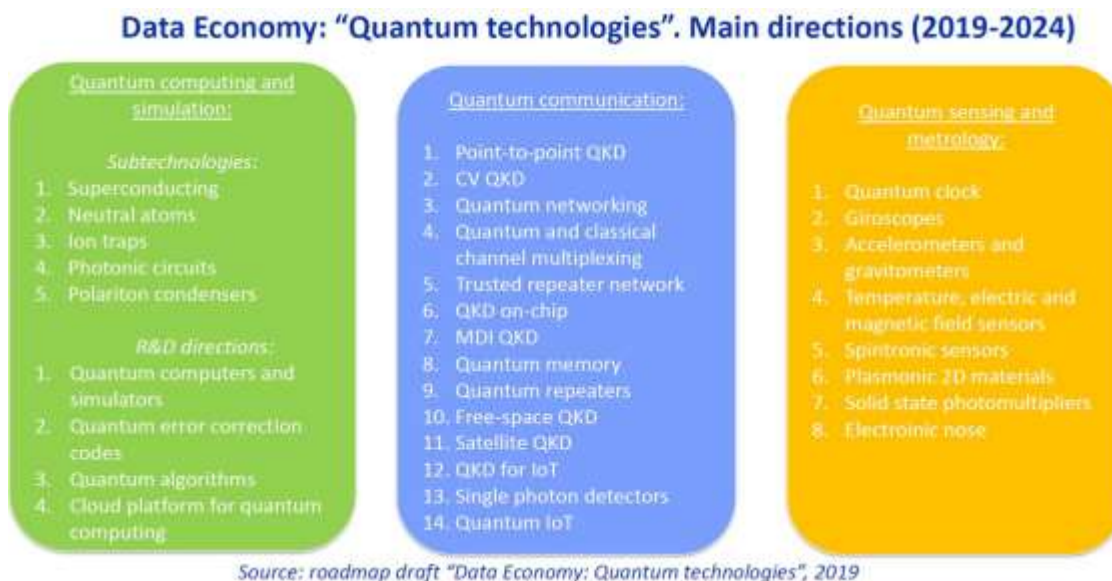 Data Economy: “Quantum technologies”. Main directions (2019-2024)
Quantum computing and
simulation:
Subtechnologies:
1. Superconducting
2. Neutral atoms
3. Ion traps
4. Photonic circuits
5. Polariton condensers
R&D directions:
1. Quantum computers and
simulators
2. Quantum error correction
codes
3. Quantum algorithms
4. Cloud platform for quantum
computing
Quantum communication:
1. Point-to-point QKD
2. CV QKD
3. Quantum networking
4. Quantum and classical
channel multiplexing
5. Trusted repeater network
6. QKD on-chip
7. MDI QKD
8. Quantum memory
9. Quantum repeaters
10. Free-space QKD
11. Satellite QKD
12. QKD for IoT
13. Single photon detectors
14. Quantum IoT
Quantum sensing and
metrology:
1. Quantum clock
2. Giroscopes
3. Accelerometers and
gravitometers
4. Temperature, electric and
magnetic field sensors
5. Spintronic sensors
6. Plasmonic 2D materials
7. Solid state photomultipliers
8. Electroinic nose
Source: roadmap draft “Data Economy: Quantum technologies”, 2019